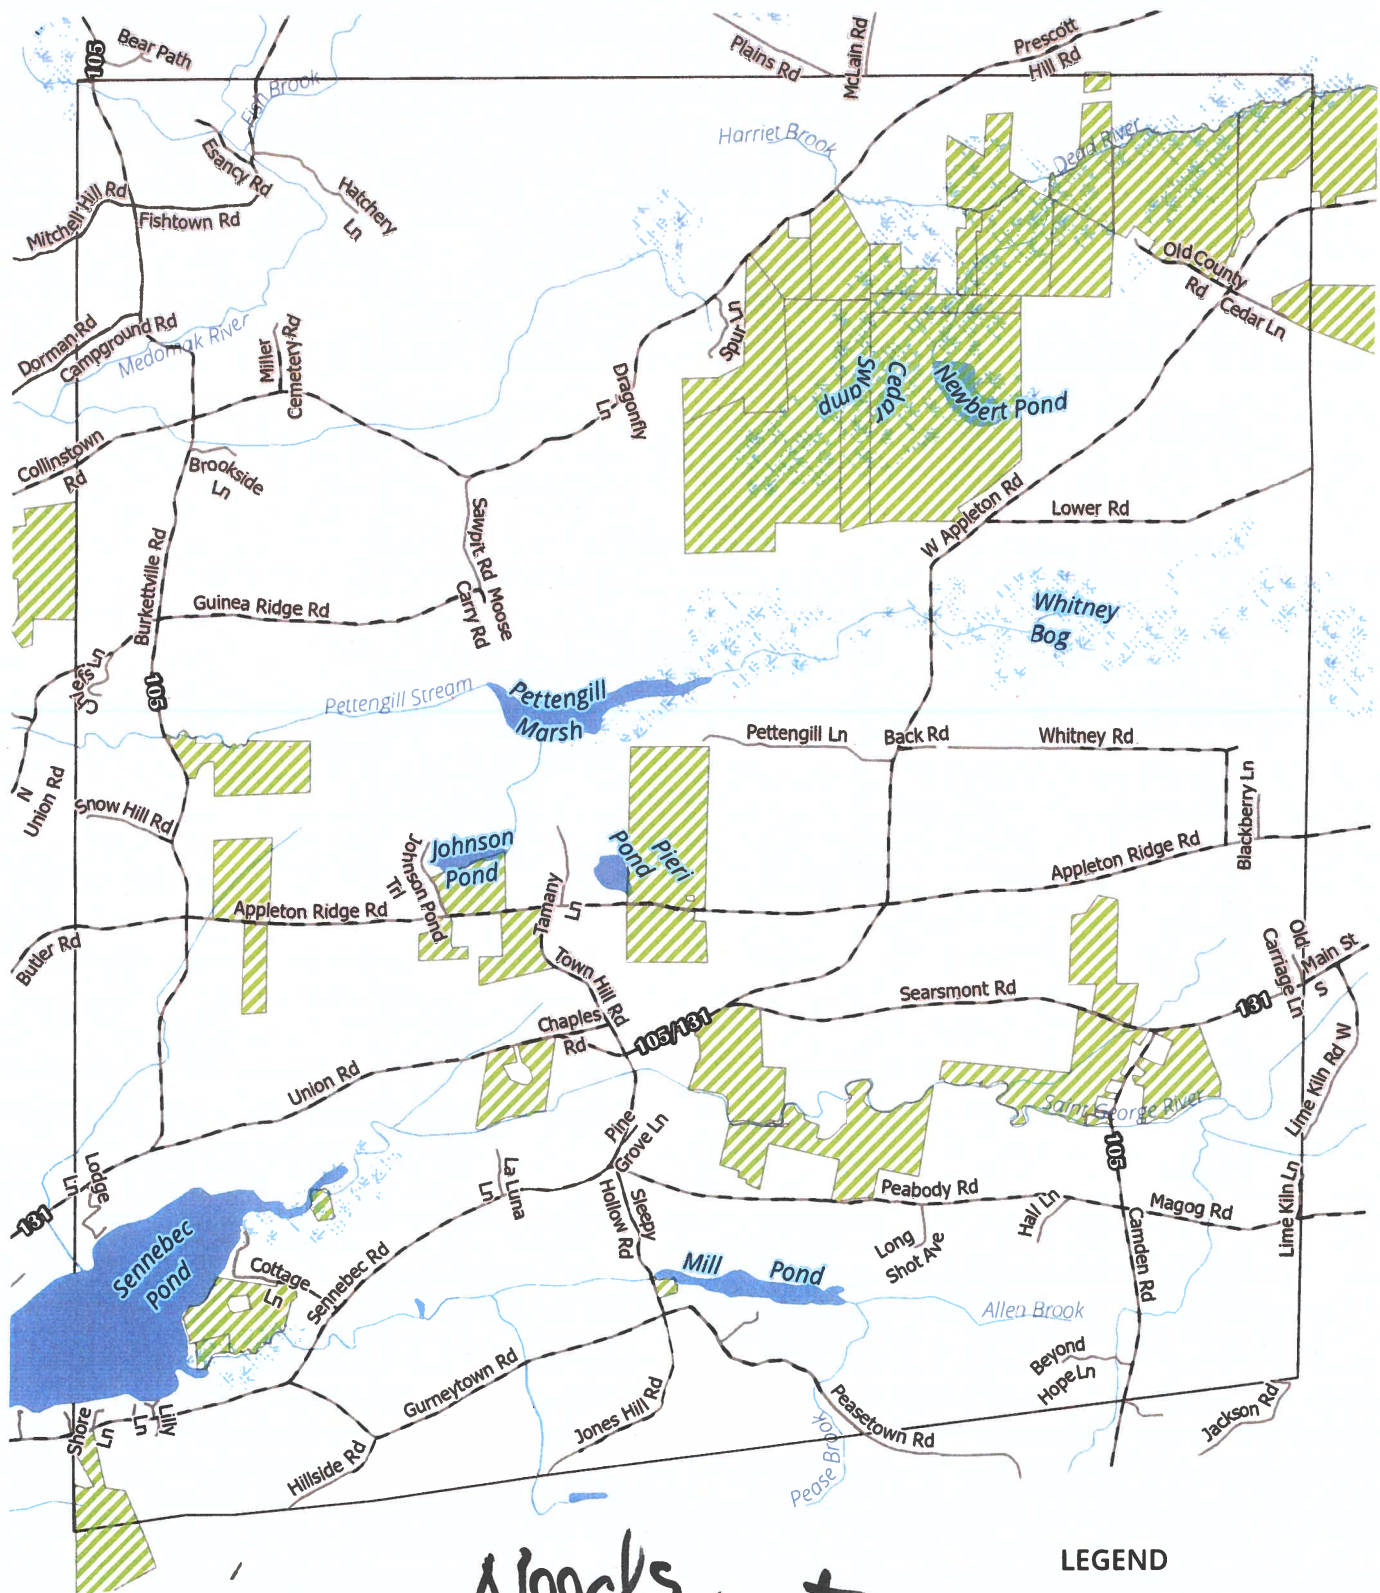 105
Bear Path
Plains Rd
McLain Rd
Prescott
Hill Rd
Fish Brook
Harriet Brook
Dead River
Esancy Rd
Hatchery
Ln
Mitchell Hill Rd
Fishtown Rd
Old County
Rd
Cedar Ln
Dorman Rd
Campground Rd
Medomak River
Miller
Cemetery Rd
Spur Ln
Dragonfly
Ln
Cedar
Swamp
Newbert Pond
Collinstown
Rd
Brookside
Ln
Sawpit Rd
W Appleton Rd
Lower Rd
Burkettville Rd
Guinea Ridge Rd
Moose
Carry Rd
Whitney
Bog
Chiefs Ln
105
Pettengill Stream
Pettengill
Marsh
Pettengill Ln
Back Rd
Whitney Rd
N
Union Rd
Snow Hill Rd
Blackberry Ln
Johnson
Pond
Johnson Pond
Trl
Pieri
Pond
Tamany
Ln
Appleton Ridge Rd
Appleton Ridge Rd
Butler Rd
Town Hill Rd
Old
Carriage Ln
Main St
S
Searsmont Rd
131
Chaples
Rd
105/131
Union Rd
Lime Kiln Rd W
Saint George River
Pine
Grove Ln
105
Lodge
Ln
La Luna
Ln
131
Sleepy
Hollow Rd
Peabody Rd
Hall Ln
Magog Rd
Lime Kiln Ln
Long
Shot Ave
Camden Rd
Sennebec
Pond
Cottage
Ln
Sennebec Rd
Mill Pond
Allen Brook
Beyond
Hope Ln
Gurneytown Rd
Jones Hill Rd
Peasetown Rd
Jackson Rd
Shore
Ln
Lilly
Ln
Hillside Rd
Pease Brook
LEGEND